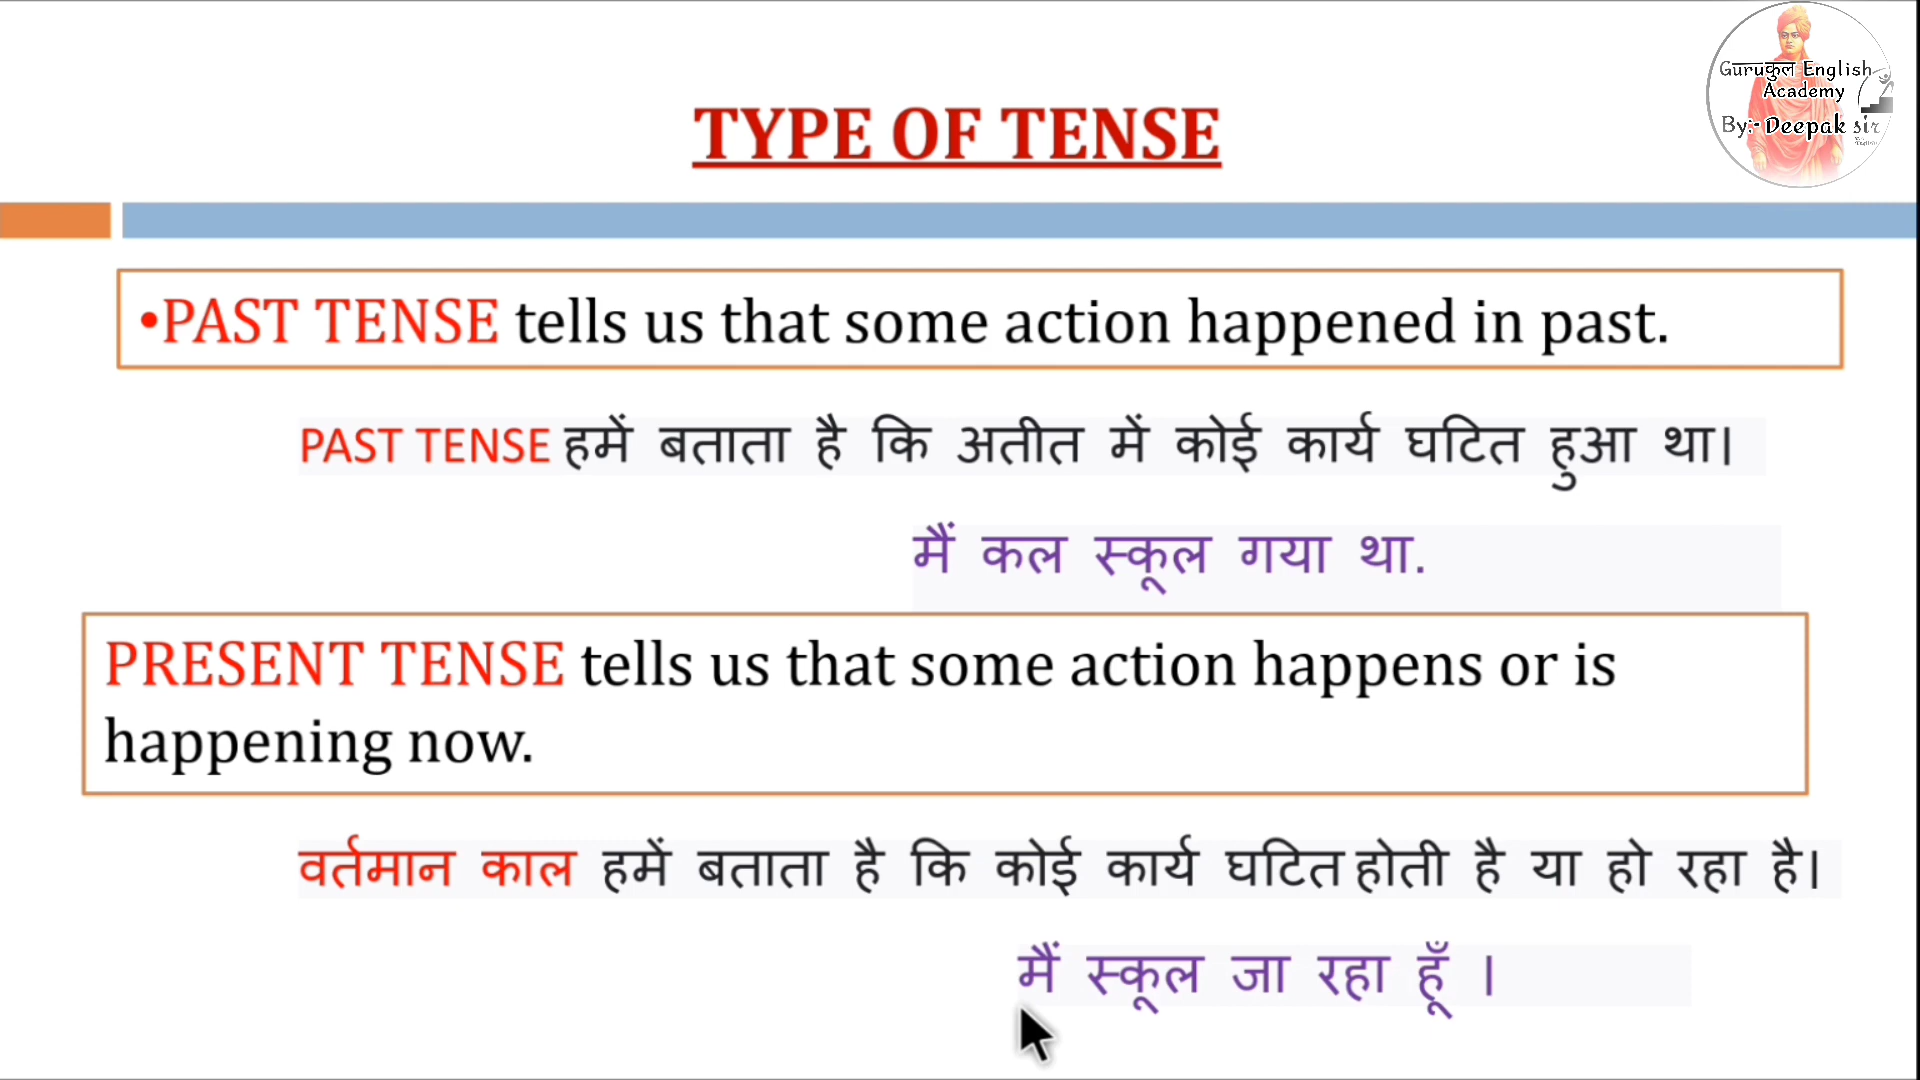 Guruकुल English
Academy
By:- Deepak sir
TYPE OF TENSE
•PAST TENSE tells us that some action happened in past.
PAST TENSE हमें बताता है कि अतीत में कोई कार्य घटित हुआ था।
मैं कल स्कूल गया था.
PRESENT TENSE tells us that some action happens or is
happening now.
वर्तमान काल हमें बताता है कि कोई कार्य घटित होती है या हो रहा है।
मैं स्कूल जा रहा हूँ ।